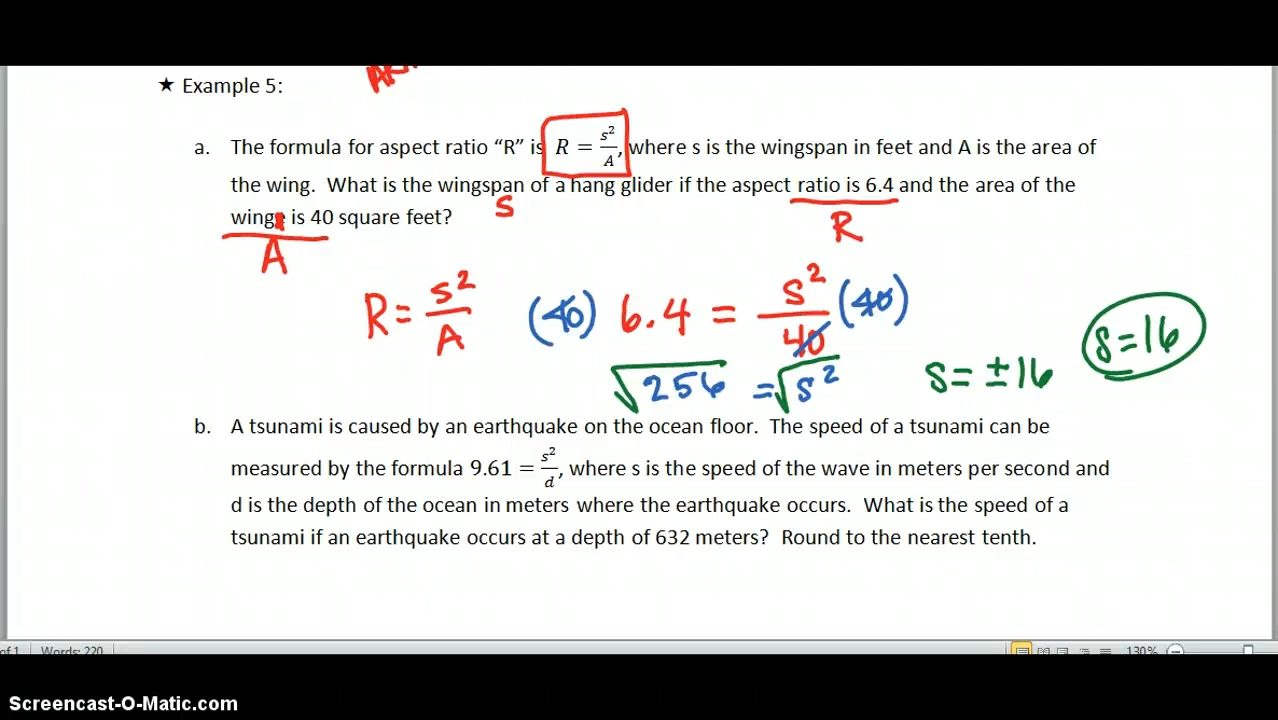 ★ Example 5:
a. The formula for aspect ratio “R” is R = s²/A, where s is the wingspan in feet and A is the area of
the wing. What is the wingspan of a hang glider if the aspect ratio is 6.4 and the area of the
wing is 40 square feet?
s
R
A
R = s²/A (40) 6.4 = s²/40 (40)
√256 = √s² s = ±16 s = 16
b. A tsunami is caused by an earthquake on the ocean floor. The speed of a tsunami can be
measured by the formula 9.61 = s²/d, where s is the speed of the wave in meters per second and
d is the depth of the ocean in meters where the earthquake occurs. What is the speed of a
tsunami if an earthquake occurs at a depth of 632 meters? Round to the nearest tenth.
of 1 Words: 220 130%
Screencast-O-Matic.com